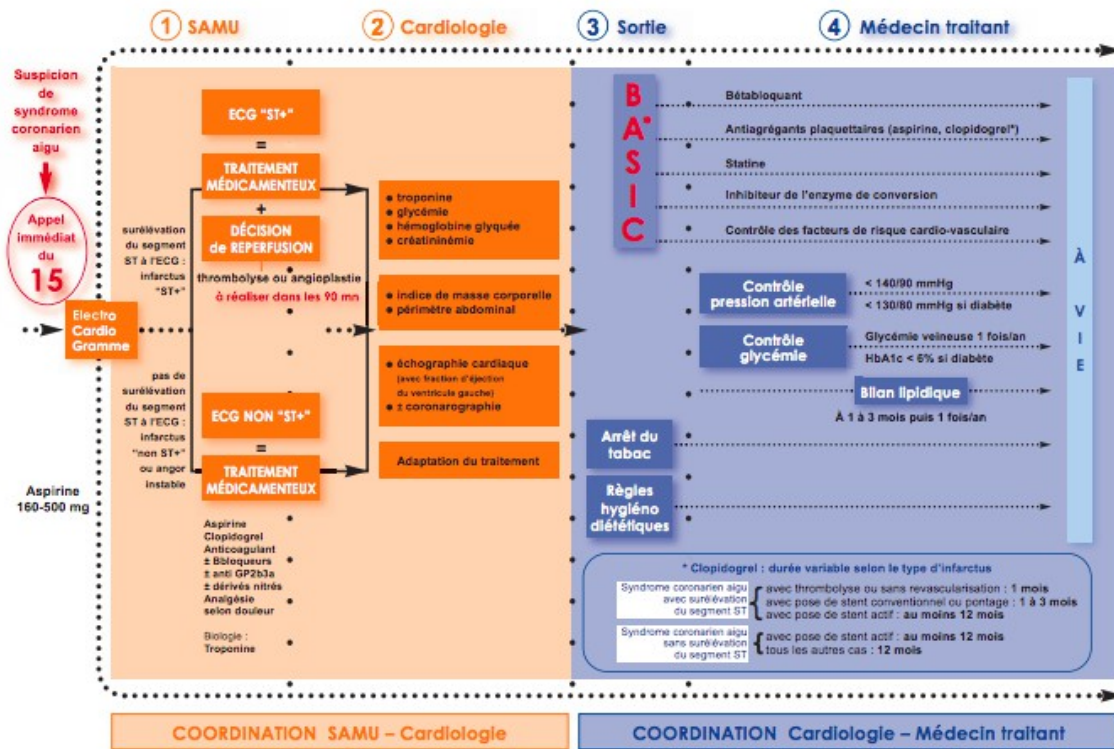 1 SAMU
2 Cardiologie
3 Sortie
4 Médecin traitant
Suspicion
de
syndrome
coronarien
aigu
Appel
immédiat
du
15
Electro
Cardio
Gramme
Aspirine
160-500 mg
surélévation
du segment
ST à l'ECG :
infarctus
"ST+"
pas de
surélévation
du segment
ST à l'ECG :
infarctus
"non ST+"
ou angor
instable
ECG "ST+"
=
TRAITEMENT
MÉDICAMENTEUX
+
DÉCISION
de REPERFUSION
thrombolyse ou angioplastie
à réaliser dans les 90 mn
ECG NON "ST+"
=
TRAITEMENT
MÉDICAMENTEUX
Aspirine
Clopidogrel
Anticoagulant
± Bbloqueurs
± anti GP2b3a
± dérivés nitrés
Analgésie
selon douleur
Biologie :
Troponine
• troponine
• glycémie
• hémoglobine glyquée
• créatininémie
• indice de masse corporelle
• périmètre abdominal
• échographie cardiaque
(avec fraction d'éjection
du ventricule gauche)
• ± coronarographie
Adaptation du traitement
B
A*
S
I
C
Bétabloquant
Antiagrégants plaquettaires (aspirine, clopidogrel*)
Statine
Inhibiteur de l'enzyme de conversion
Contrôle des facteurs de risque cardio-vasculaire
Contrôle
pression artérielle
< 140/90 mmHg
< 130/80 mmHg si diabète
Contrôle
glycémie
Glycémie veineuse 1 fois/an
HbA1c < 6% si diabète
Bilan lipidique
À 1 à 3 mois puis 1 fois/an
Arrêt du
tabac
Règles
hygiéno
diététiques
À VIE
* Clopidogrel : durée variable selon le type d'infarctus
Syndrome coronarien aigu
avec surélévation
du segment ST
avec thrombolyse ou sans revascularisation : 1 mois
avec pose de stent conventionnel ou pontage : 1 à 3 mois
avec pose de stent actif : au moins 12 mois
Syndrome coronarien aigu
sans surélévation
du segment ST
avec pose de stent actif : au moins 12 mois
tous les autres cas : 12 mois
COORDINATION SAMU – Cardiologie
COORDINATION Cardiologie – Médecin traitant